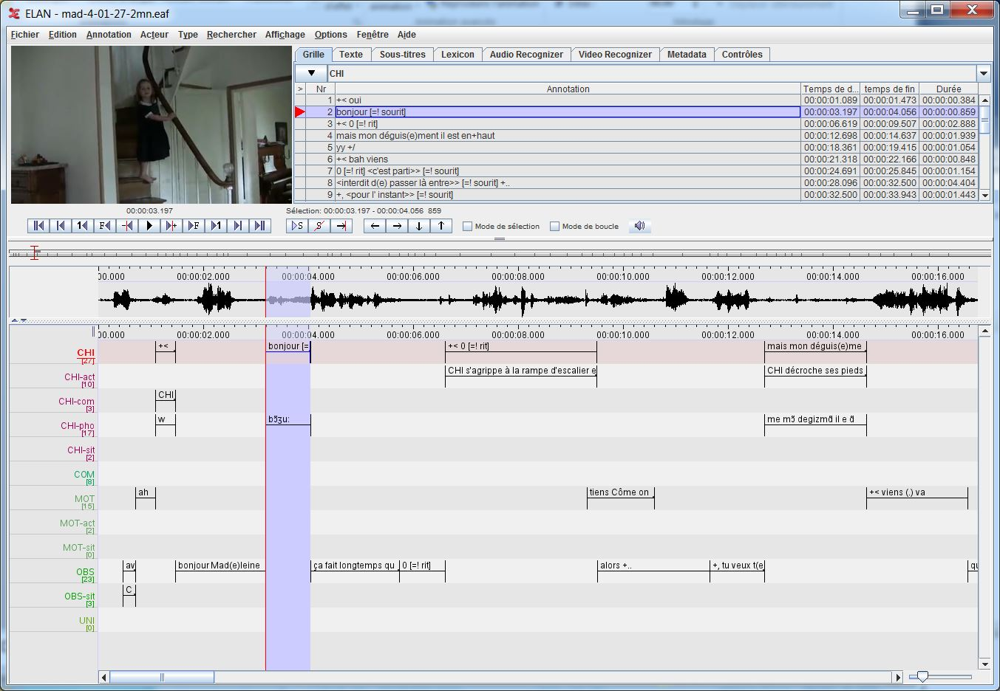 ELAN - mad-4-01-27-2mn.eaf
Fichier Edition Annotation Acteur Type Rechercher Affichage Options Fenêtre Aide
Grille Texte Sous-titres Lexicon Audio Recognizer Video Recognizer Metadata Contrôles
▼ CHI
> Nr Annotation Temps de d... temps de fin Durée
1 +< oui 00:00:01.089 00:00:01.473 00:00:00.384
2 bonjour [=! sourit] 00:00:03.197 00:00:04.056 00:00:00.859
3 +< 0 [=! rit] 00:00:06.619 00:00:09.507 00:00:02.888
4 mais mon déguis(e)ment il est en+haut 00:00:12.698 00:00:14.637 00:00:01.939
5 yy +/ 00:00:18.361 00:00:19.415 00:00:01.054
6 +< bah viens 00:00:21.318 00:00:22.166 00:00:00.848
7 0 [=! rit] <c'est parti>> [=! sourit] 00:00:24.691 00:00:25.845 00:00:01.154
8 <interdit d(e) passer là entre>> [=! sourit] +.. 00:00:28.096 00:00:32.500 00:00:04.404
9 +, <pour l' instant>> [=! sourit] 00:00:32.500 00:00:33.943 00:00:01.443
00:00:03.197 Sélection: 00:00:03.197 - 00:00:04.056 859
1 F F 1 S S Mode de sélection Mode de boucle
00.000 00:00:02.000 00:00:04.000 00:00:06.000 00:00:08.000 00:00:10.000 00:00:12.000 00:00:14.000 00:00:16.000
00.000 00:00:02.000 00:00:04.000 00:00:06.000 00:00:08.000 00:00:10.000 00:00:12.000 00:00:14.000 00:00:16.000
CHI [27] +< bonjour [= +< 0 [=! rit] mais mon déguis(e)me
CHI-act [10] CHI s'agrippe à la rampe d'escalier e CHI décroche ses pieds
CHI-com [3] CHI
CHI-pho [17] w bɔ̃ʒu: me mɔ̃ degizmɑ̃ il e ɑ̃
CHI-sit [2]
COM [8]
MOT [15] ah tiens Côme on +< viens (.) va
MOT-act [2]
MOT-sit [0]
OBS [23] av bonjour Mad(e)leine ça fait longtemps qu 0 [=! rit] alors +.. +, tu veux t(e qu
OBS-sit [3] C
UNI [0]